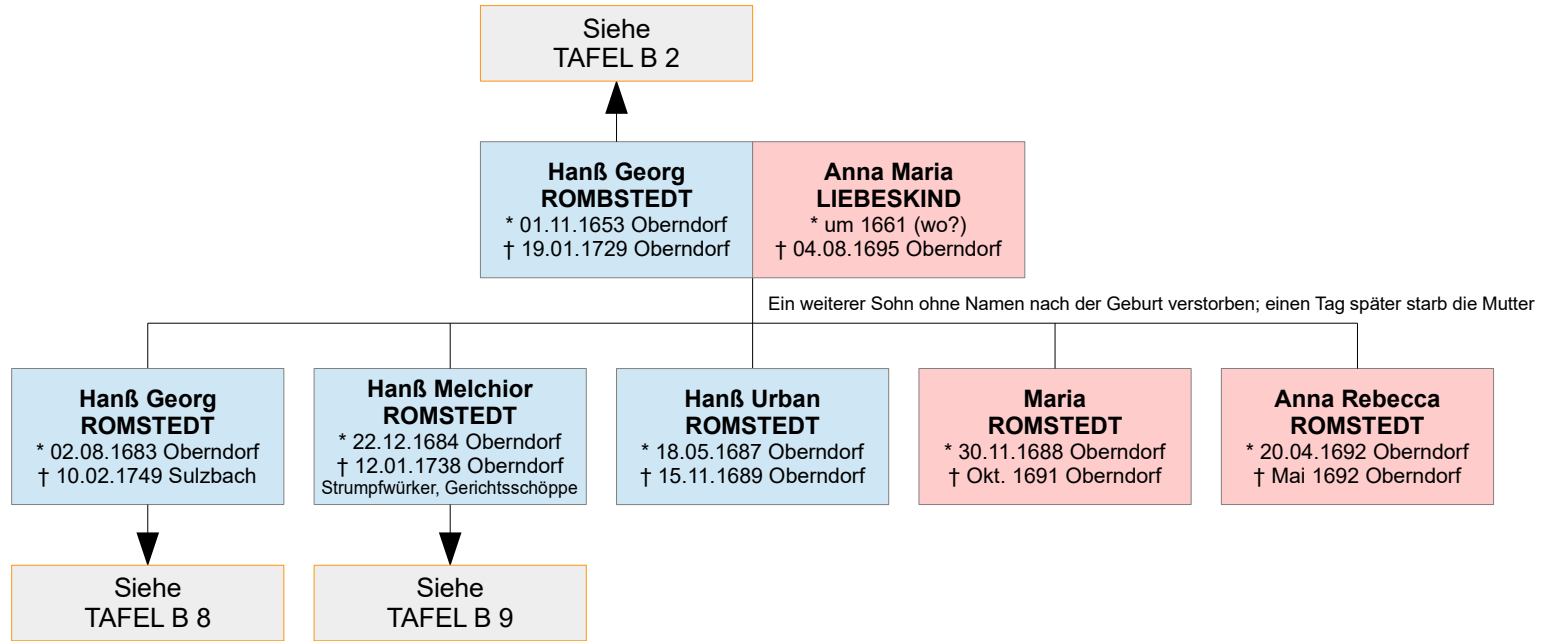 Siehe
TAFEL B 2
Hanß Georg
ROMBSTEDT
* 01.11.1653 Oberndorf
† 19.01.1729 Oberndorf
Anna Maria
LIEBESKIND
* um 1661 (wo?)
† 04.08.1695 Oberndorf
Ein weiterer Sohn ohne Namen nach der Geburt verstorben; einen Tag später starb die Mutter
Hanß Georg
ROMSTEDT
* 02.08.1683 Oberndorf
† 10.02.1749 Sulzbach
Hanß Melchior
ROMSTEDT
* 22.12.1684 Oberndorf
† 12.01.1738 Oberndorf
Strumpfwürker, Gerichtsschöppe
Hanß Urban
ROMSTEDT
* 18.05.1687 Oberndorf
† 15.11.1689 Oberndorf
Maria
ROMSTEDT
* 30.11.1688 Oberndorf
† Okt. 1691 Oberndorf
Anna Rebecca
ROMSTEDT
* 20.04.1692 Oberndorf
† Mai 1692 Oberndorf
Siehe
TAFEL B 8
Siehe
TAFEL B 9